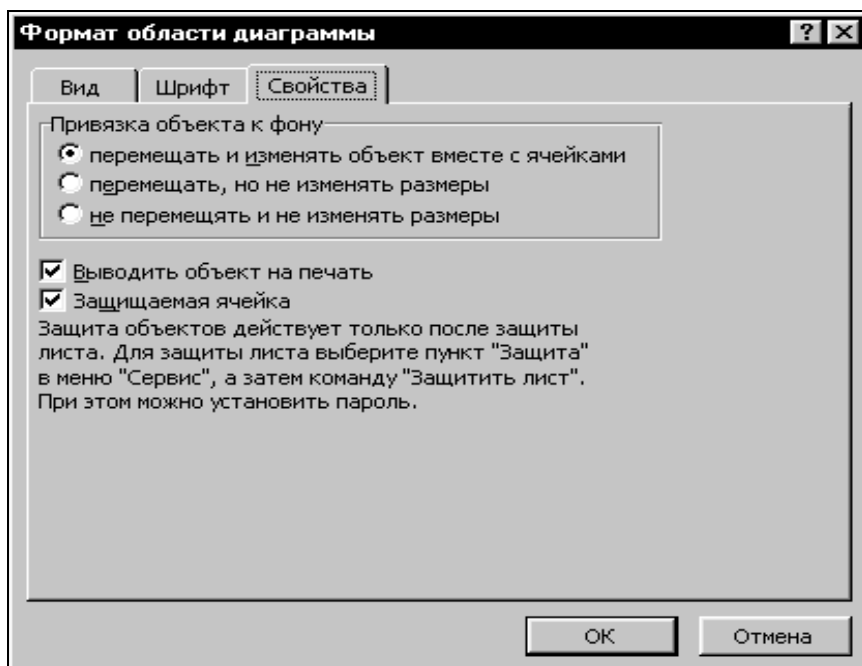 Формат области диаграммы
Вид Шрифт Свойства
Привязка объекта к фону
перемещать и изменять объект вместе с ячейками
перемещать, но не изменять размеры
не перемещять и не изменять размеры
Выводить объект на печать
Защищаемая ячейка
Защита объектов действует только после защиты
листа. Для защиты листа выберите пункт "Защита"
в меню "Сервис", а затем команду "Защитить лист".
При этом можно установить пароль.
ОК Отмена